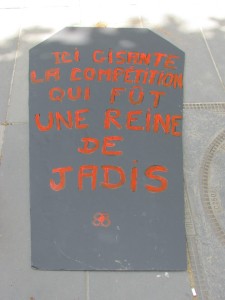 ICI GISANTE
LA COMPETITION
QUI FÛT
UNE REINE
DE
JADIS